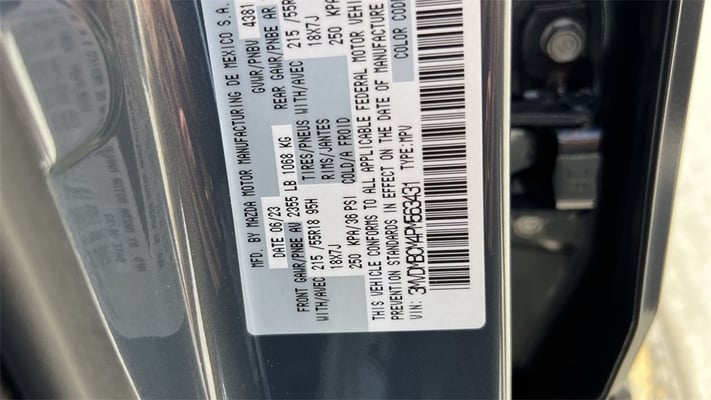 MFD. BY MAZDA MOTOR MANUFACTURING DE MEXICO S.A.
DATE 06/23 GVWR/PNBV 4381
FRONT GAWR/PNBE AV 2355 LB 1068 KG REAR GAWR/PNBE AR
WITH/AVEC 215 /55R18 95H TIRES/PNEUS WITH/AVEC 215 /55R
18X7J RIMS/JANTES 18X7J
250 KPA/36 PSI COLD/A FROID 250 KPA
THIS VEHICLE CONFORMS TO ALL APPLICABLE FEDERAL MOTOR VEHI
PREVENTION STANDARDS IN EFFECT ON THE DATE OF MANUFACTURE
VIN: 3MVDMBCY4PM563431 TYPE:MPV COLOR COD